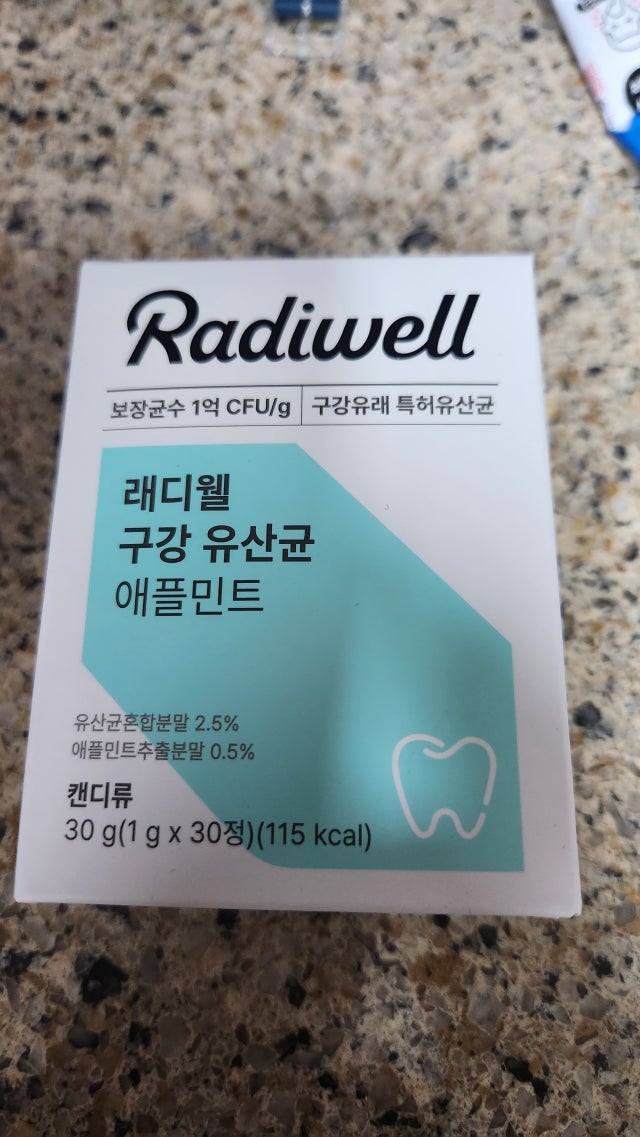 Radiwell
보장균수 1억 CFU/g 구강유래 특허유산균
래디웰
구강 유산균
애플민트
유산균혼합분말 2.5%
애플민트추출분말 0.5%
캔디류
30 g(1 g x 30정)(115 kcal)